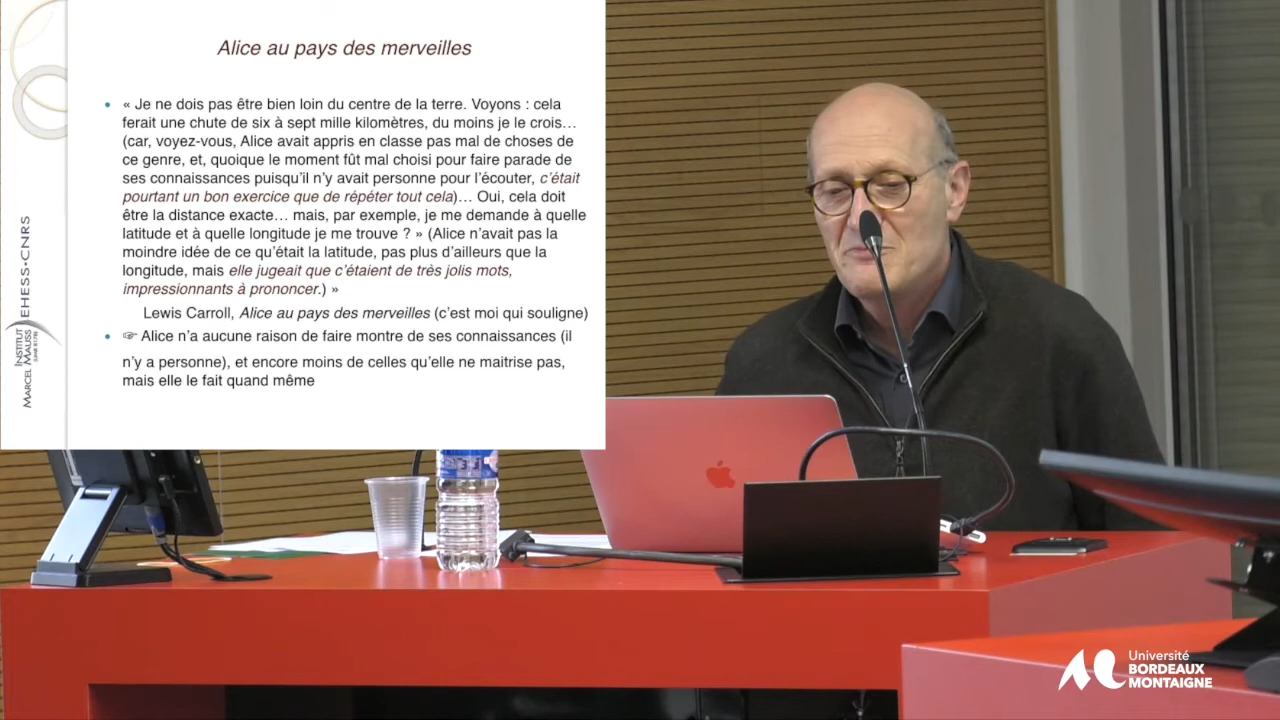 Alice au pays des merveilles
• « Je ne dois pas être bien loin du centre de la terre. Voyons : cela
ferait une chute de six à sept mille kilomètres, du moins je le crois…
(car, voyez-vous, Alice avait appris en classe pas mal de choses de
ce genre, et, quoique le moment fût mal choisi pour faire parade de
ses connaissances puisqu’il n’y avait personne pour l’écouter, c’était
pourtant un bon exercice que de répéter tout cela)… Oui, cela doit
être la distance exacte… mais, par exemple, je me demande à quelle
latitude et à quelle longitude je me trouve ? » (Alice n’avait pas la
moindre idée de ce qu’était la latitude, pas plus d’ailleurs que la
longitude, mais elle jugeait que c’étaient de très jolis mots,
impressionnants à prononcer.) »
Lewis Carroll, Alice au pays des merveilles (c’est moi qui souligne)
• ☞ Alice n’a aucune raison de faire montre de ses connaissances (il
n’y a personne), et encore moins de celles qu’elle ne maitrise pas,
mais elle le fait quand même
INSTITUT
MARCEL MAUSS
EHESS•CNRS
Université
BORDEAUX
MONTAIGNE